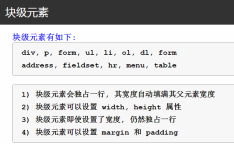 块级元素
块级元素有如下:
div, p, form, ul, li, ol, dl, form
address, fieldset, hr, menu, table
1) 块级元素会独占一行, 其宽度自动填满其父元素宽度
2) 块级元素可以设置 width, height 属性
3) 块级元素即使设置了宽度, 仍然独占一行
4) 块级元素可以设置 margin 和 padding